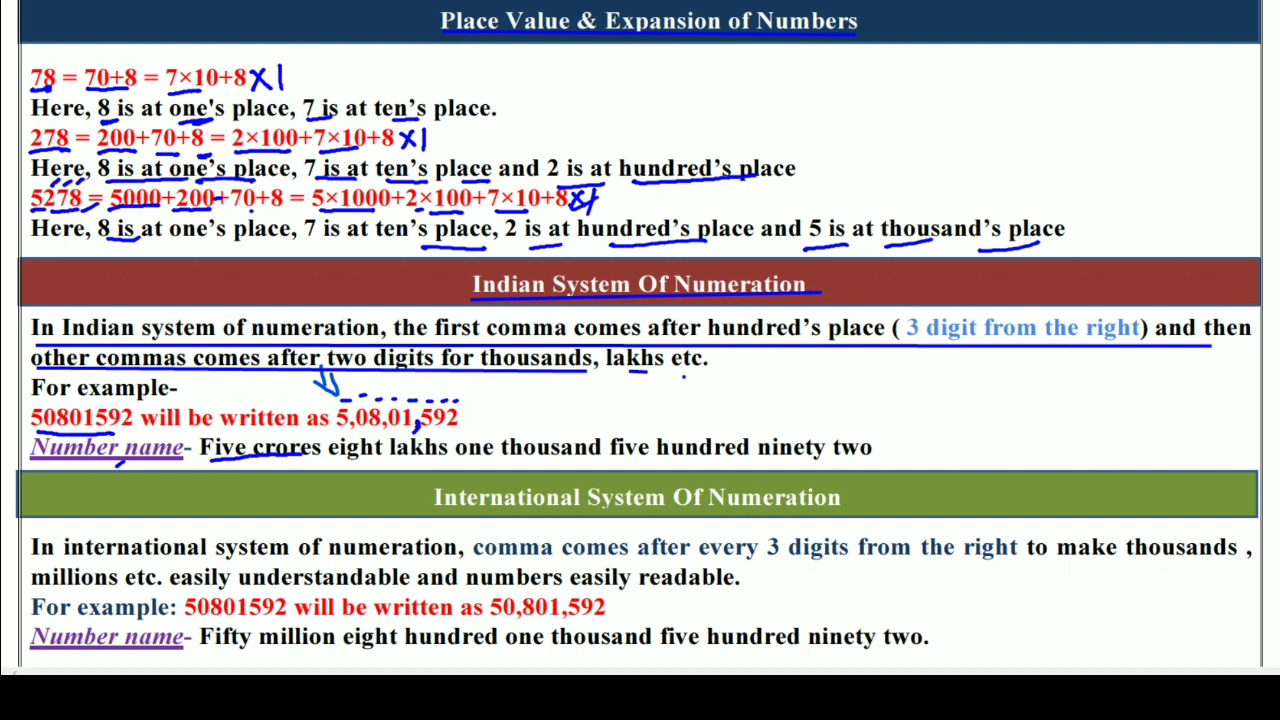 Place Value & Expansion of Numbers
78 = 70+8 = 7×10+8×1
Here, 8 is at one's place, 7 is at ten’s place.
278 = 200+70+8 = 2×100+7×10+8×1
Here, 8 is at one’s place, 7 is at ten’s place and 2 is at hundred’s place
5278 = 5000+200+70+8 = 5×1000+2×100+7×10+8×1
Here, 8 is at one’s place, 7 is at ten’s place, 2 is at hundred’s place and 5 is at thousand’s place
Indian System Of Numeration
In Indian system of numeration, the first comma comes after hundred’s place ( 3 digit from the right) and then
other commas comes after two digits for thousands, lakhs etc.
For example-
50801592 will be written as 5,08,01,592
Number name- Five crores eight lakhs one thousand five hundred ninety two
International System Of Numeration
In international system of numeration, comma comes after every 3 digits from the right to make thousands ,
millions etc. easily understandable and numbers easily readable.
For example: 50801592 will be written as 50,801,592
Number name- Fifty million eight hundred one thousand five hundred ninety two.